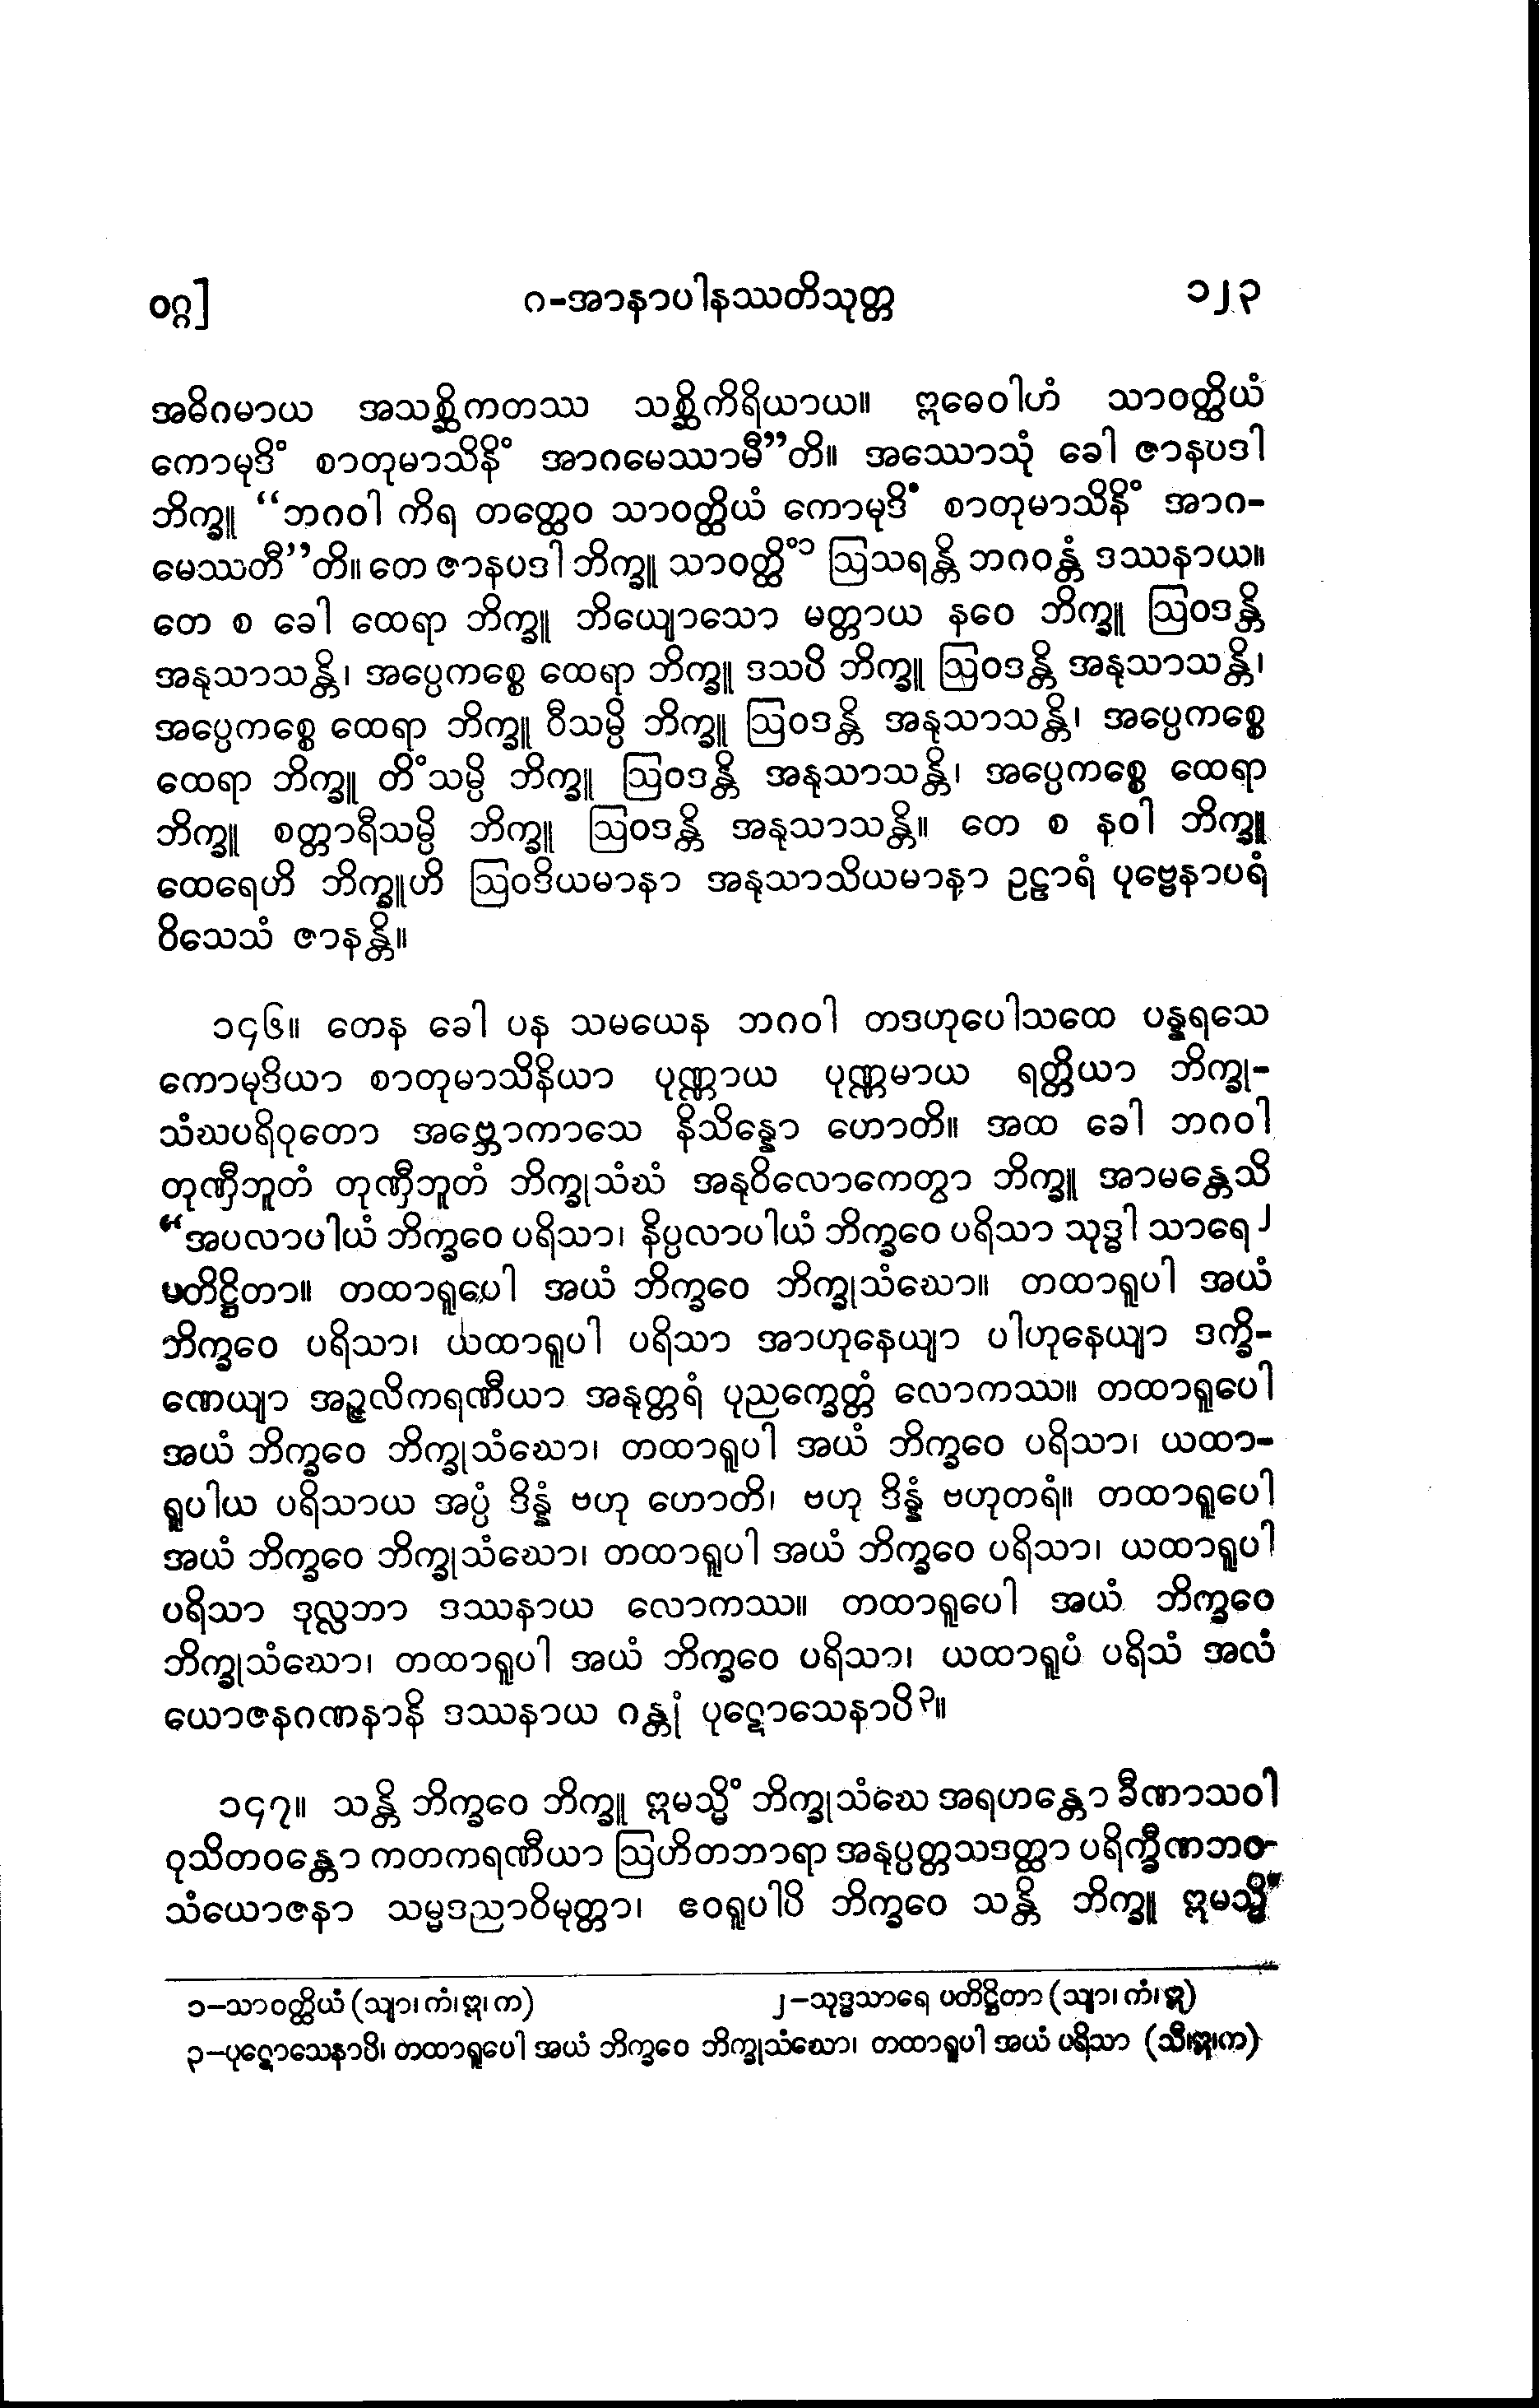 ဝဂ္ဂ]
၈-အာနာပါနဿတိသုတ္တ
၁၂၃
အဓိဂမာယ အသစ္ဆိကတဿ သစ္ဆိကိရိယာယ။ ဣဓေဝါဟံ သာဝတ္ထိယံ
ကောမုဒိံ စာတုမာသိနိံ အာဂမေဿာမီ”တိ။ အဿောသုံ ခေါ ဇာနပဒါ
ဘိက္ခူ “ဘဂဝါ ကိရ တတ္ထေဝ သာဝတ္ထိယံ ကောမုဒိံ စာတုမာသိနိံ အာဂ-
မေဿတီ”တိ။ တေ ဇာနပဒါ ဘိက္ခူ သာဝတ္ထိံ၁ ဩသရန္တိ ဘဂဝန္တံ ဒဿနာယ။
တေ စ ခေါ ထေရာ ဘိက္ခူ ဘိယျောသော မတ္တာယ နဝေ ဘိက္ခူ ဩဝဒန္တိ
အနုသာသန္တိ၊ အပ္ပေကစ္စေ ထေရာ ဘိက္ခူ ဒသပိ ဘိက္ခူ ဩဝဒန္တိ အနုသာသန္တိ၊
အပ္ပေကစ္စေ ထေရာ ဘိက္ခူ ဝီသမ္ပိ ဘိက္ခူ ဩဝဒန္တိ အနုသာသန္တိ၊ အပ္ပေကစ္စေ
ထေရာ ဘိက္ခူ တိံသမ္ပိ ဘိက္ခူ ဩဝဒန္တိ အနုသာသန္တိ၊ အပ္ပေကစ္စေ ထေရာ
ဘိက္ခူ စတ္တာရီသမ္ပိ ဘိက္ခူ ဩဝဒန္တိ အနုသာသန္တိ။ တေ စ နဝါ ဘိက္ခူ
ထေရေဟိ ဘိက္ခူဟိ ဩဝဒိယမာနာ အနုသာသိယမာနာ ဥဠာရံ ပုဗ္ဗေနာပရံ
ဝိသေသံ ဇာနန္တိ။
၁၄၆။ တေန ခေါ ပန သမယေန ဘဂဝါ တဒဟုပေါသထေ ပန္နရသေ
ကောမုဒိယာ စာတုမာသိနိယာ ပုဏ္ဏာယ ပုဏ္ဏမာယ ရတ္တိယာ ဘိက္ခု-
သံဃပရိဝုတော အဗ္ဘောကာသေ နိသိန္နော ဟောတိ။ အထ ခေါ ဘဂဝါ
တုဏှီဘူတံ တုဏှီဘူတံ ဘိက္ခုသံဃံ အနုဝိလောကေတွာ ဘိက္ခူ အာမန္တေသိ
“အပလာပါယံ ဘိက္ခဝေ ပရိသာ၊ နိပ္ပလာပါယံ ဘိက္ခဝေ ပရိသာ သုဒ္ဓါ သာရေ၂
ပတိဋ္ဌိတာ။ တထာရူပေါ အယံ ဘိက္ခဝေ ဘိက္ခုသံဃော။ တထာရူပါ အယံ
ဘိက္ခဝေ ပရိသာ၊ ယထာရူပါ ပရိသာ အာဟုနေယျာ ပါဟုနေယျာ ဒက္ခိ-
ဏေယျာ အဉ္ဇလိကရဏီယာ အနုတ္တရံ ပုညက္ခေတ္တံ လောကဿ။ တထာရူပေါ
အယံ ဘိက္ခဝေ ဘိက္ခုသံဃော၊ တထာရူပါ အယံ ဘိက္ခဝေ ပရိသာ၊ ယထာ-
ရူပါယ ပရိသာယ အပ္ပံ ဒိန္နံ ဗဟု ဟောတိ၊ ဗဟု ဒိန္နံ ဗဟုတရံ။ တထာရူပေါ
အယံ ဘိက္ခဝေ ဘိက္ခုသံဃော၊ တထာရူပါ အယံ ဘိက္ခဝေ ပရိသာ၊ ယထာရူပါ
ပရိသာ ဒုလ္လဘာ ဒဿနာယ လောကဿ။ တထာရူပေါ အယံ ဘိက္ခဝေ
ဘိက္ခုသံဃော၊ တထာရူပါ အယံ ဘိက္ခဝေ ပရိသာ၊ ယထာရူပံ ပရိသံ အလံ
ယောဇနဂဏနာနိ ဒဿနာယ ဂန္တုံ ပုဋောသေနာပိ၃။
၁၄၇။ သန္တိ ဘိက္ခဝေ ဘိက္ခူ ဣမသ္မိံ ဘိက္ခုသံဃေ အရဟန္တော ခီဏာသဝါ
ဝုသိတဝန္တော ကတကရဏီယာ ဩဟိတဘာရာ အနုပ္ပတ္တသဒတ္ထာ ပရိက္ခီဏဘဝ-
သံယောဇနာ သမ္မဒညာဝိမုတ္တာ၊ ဧဝရူပါပိ ဘိက္ခဝေ သန္တိ ဘိက္ခူ ဣမသ္မိံ
၁–သာဝတ္ထိယံ (သျာ၊ ကံ၊ ဣ၊ က)
၂–သုဒ္ဓသာရေ ပတိဋ္ဌိတာ (သျာ၊ ကံ၊ ဣ)
၃–ပုဋောသေနာပိ၊ တထာရူပေါ အယံ ဘိက္ခဝေ ဘိက္ခုသံဃော၊ တထာရူပါ အယံ ပရိသာ (သီ၊ဣ၊က)